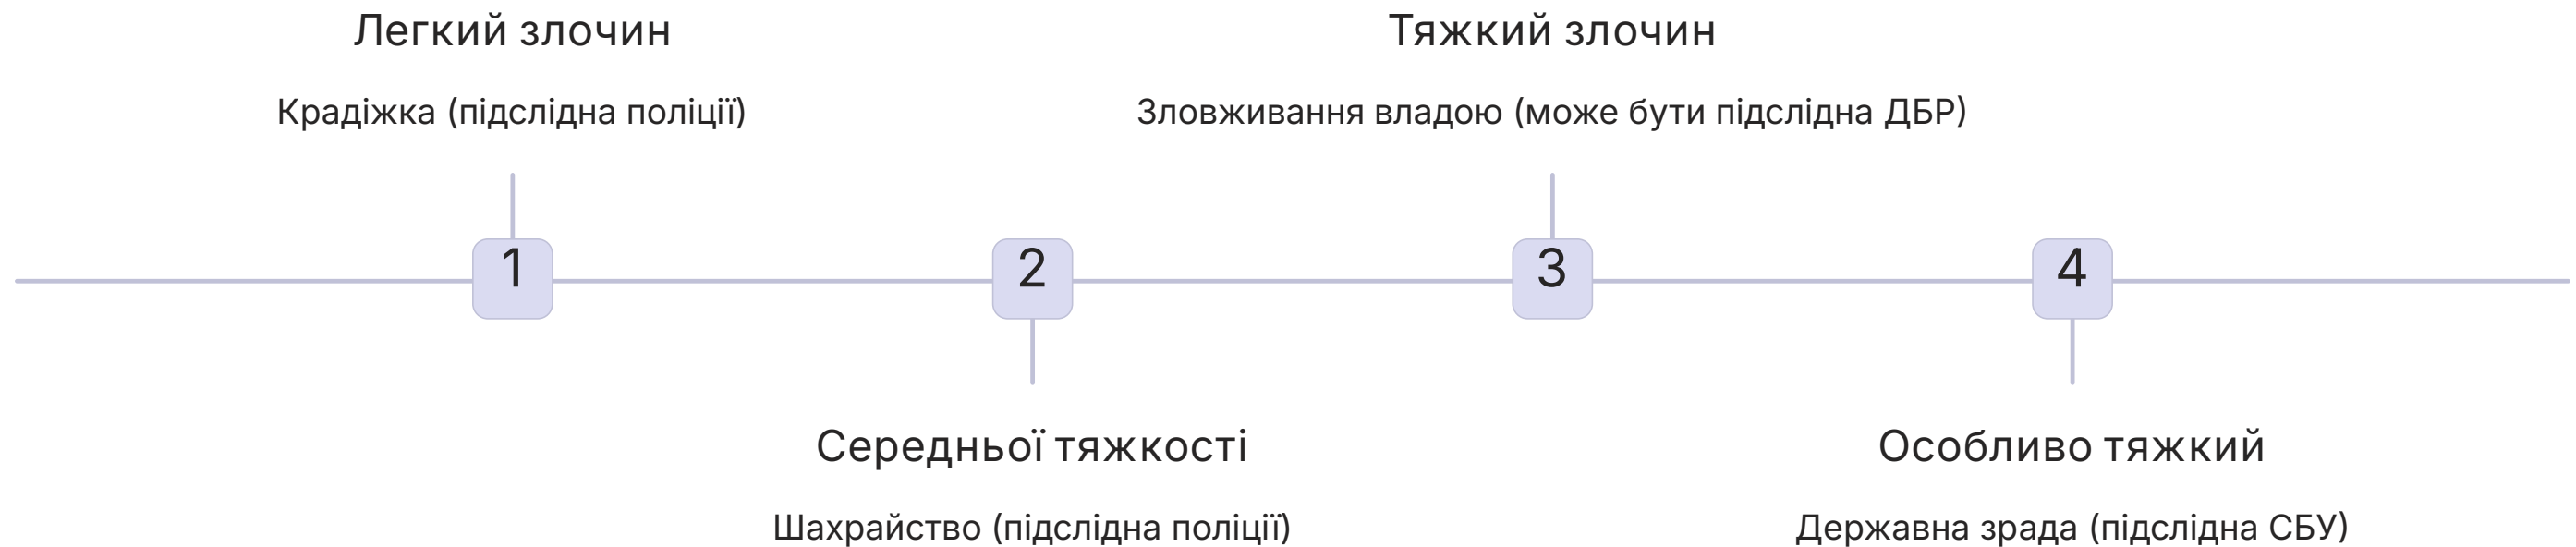 Легкий злочин
Крадіжка (підслідна поліції)
1
Середньої тяжкості
Шахрайство (підслідна поліції)
2
Тяжкий злочин
Зловживання владою (може бути підслідна ДБР)
3
Особливо тяжкий
Державна зрада (підслідна СБУ)
4